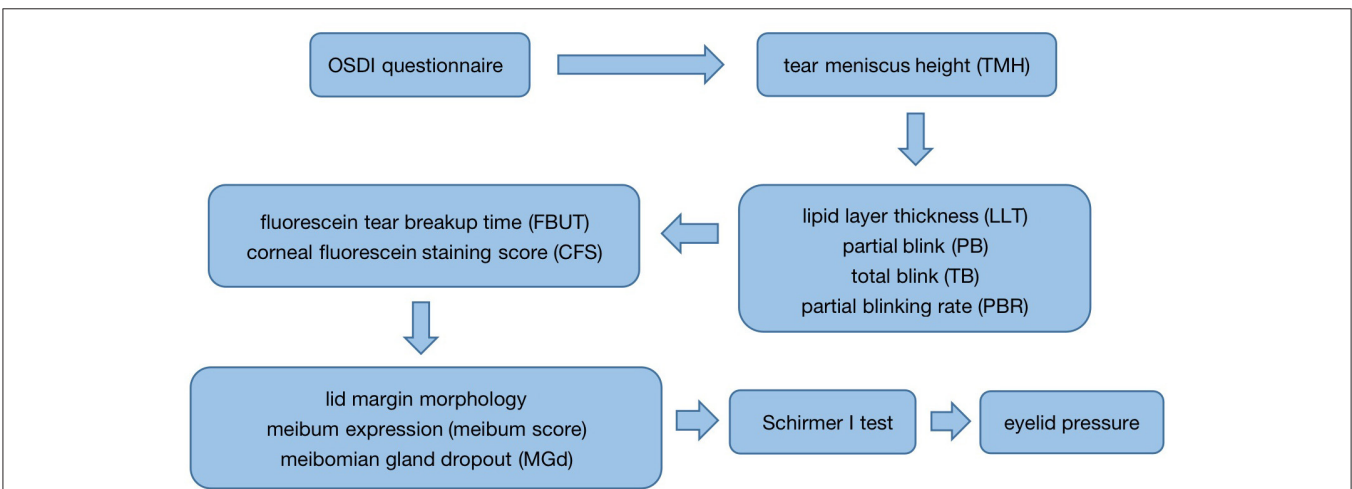 OSDI questionnaire
tear meniscus height (TMH)
lipid layer thickness (LLT)
partial blink (PB)
total blink (TB)
partial blinking rate (PBR)
fluorescein tear breakup time (FBUT)
corneal fluorescein staining score (CFS)
lid margin morphology
meibum expression (meibum score)
meibomian gland dropout (MGd)
Schirmer I test
eyelid pressure